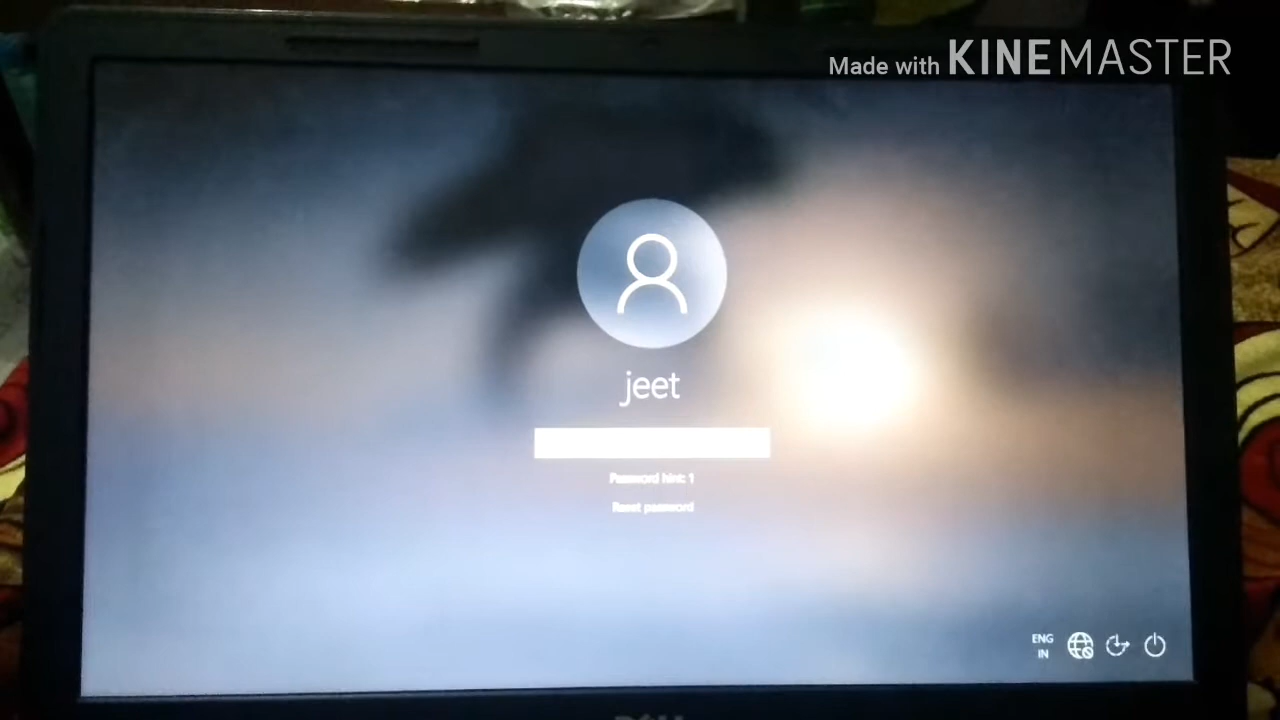 Made with KINEMASTER
jeet
Password hint: 1
Reset password
ENG
IN